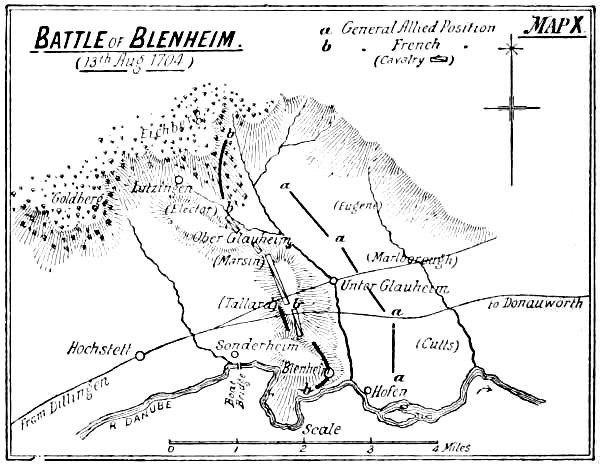 BATTLE OF BLENHEIM.
(13th Aug 1704)
a General Allied Position
b " French "
(Cavalry)
MAP X.
Eichberg
b
Lutzingen
Goldberg
(Elector)
b
a
(Eugene)
Ober Glauheim
a
(Marsin)
(Marlborough)
Unter Glauheim
(Tallard)
b
a
to Donauworth
Hochstett
Sonderheim
(Cutts)
Blenheim
b
a
Hofen
From Dillingen
R. DANUBE
Boat
Bridge
Scale
0 1 2 3 4 Miles